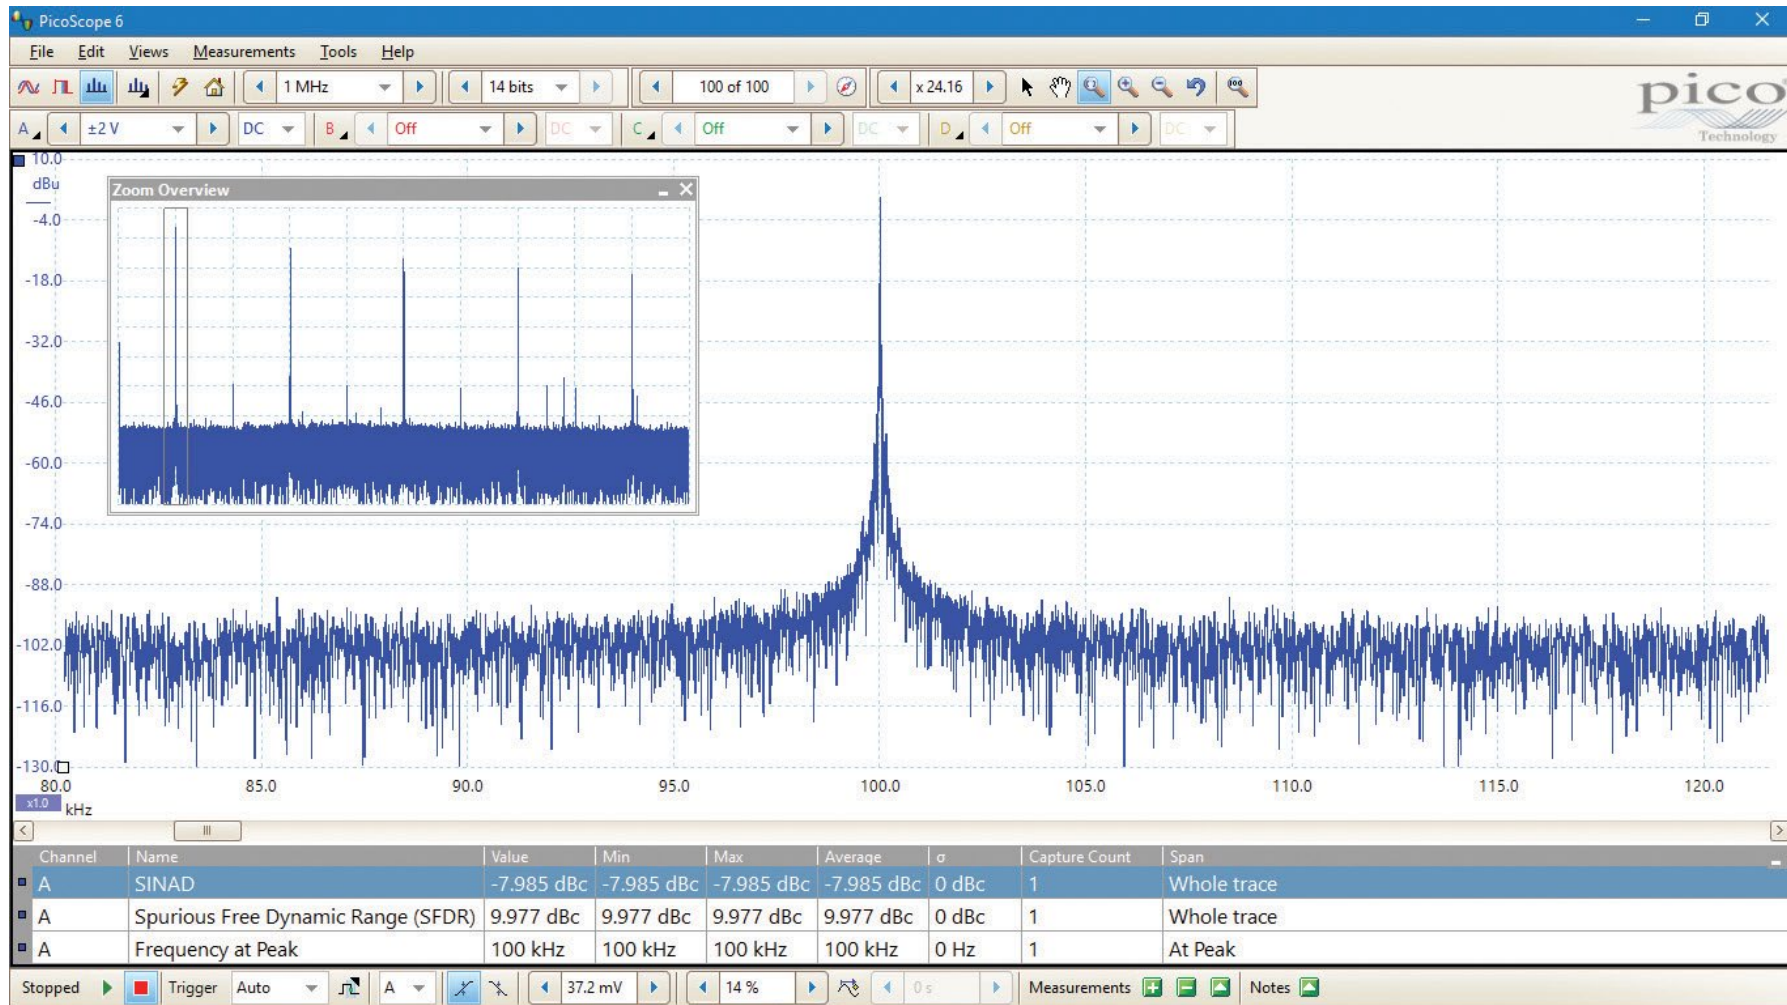 PicoScope 6
File Edit Views Measurements Tools Help
1 MHz 14 bits 100 of 100 x 24.16
pico
Technology
A ±2 V DC B Off DC C Off DC D Off DC
10.0
dBu
Zoom Overview
-4.0
-18.0
-32.0
-46.0
-60.0
-74.0
-88.0
-102.0
-116.0
-130.0
80.0 85.0 90.0 95.0 100.0 105.0 110.0 115.0 120.0
x1.0 kHz
Channel Name Value Min Max Average σ Capture Count Span
A SINAD -7.985 dBc -7.985 dBc -7.985 dBc -7.985 dBc 0 dBc 1 Whole trace
A Spurious Free Dynamic Range (SFDR) 9.977 dBc 9.977 dBc 9.977 dBc 9.977 dBc 0 dBc 1 Whole trace
A Frequency at Peak 100 kHz 100 kHz 100 kHz 100 kHz 0 Hz 1 At Peak
Stopped Trigger Auto A 37.2 mV 14 % 0 s Measurements Notes